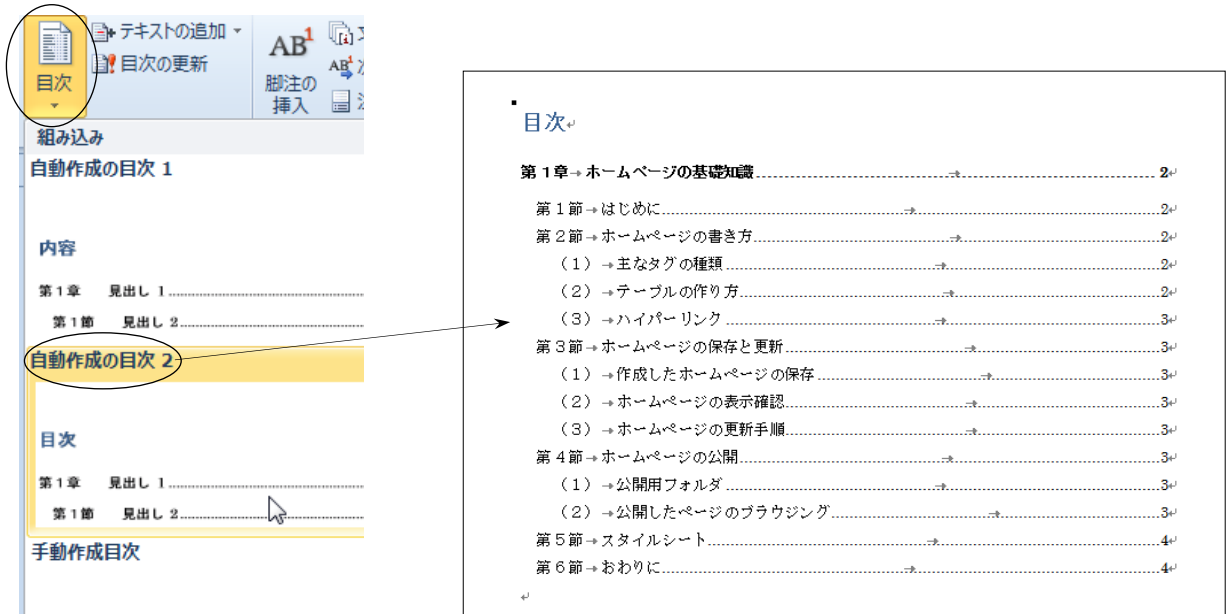 テキストの追加
目次の更新
目次
AB1
脚注の
挿入
AB1
組み込み
自動作成の目次 1
内容
第1章 見出し 1
第1節 見出し 2
自動作成の目次 2
目次
第1章 見出し 1
第1節 見出し 2
手動作成目次
目次
第1章→ホームページの基礎知識→2
第1節→はじめに→2
第2節→ホームページの書き方→2
(1)→主なタグの種類→2
(2)→テーブルの作り方→2
(3)→ハイパーリンク→3
第3節→ホームページの保存と更新→3
(1)→作成したホームページの保存→3
(2)→ホームページの表示確認→3
(3)→ホームページの更新手順→3
第4節→ホームページの公開→3
(1)→公開用フォルダ→3
(2)→公開したページのブラウジング→3
第5節→スタイルシート→4
第6節→おわりに→4